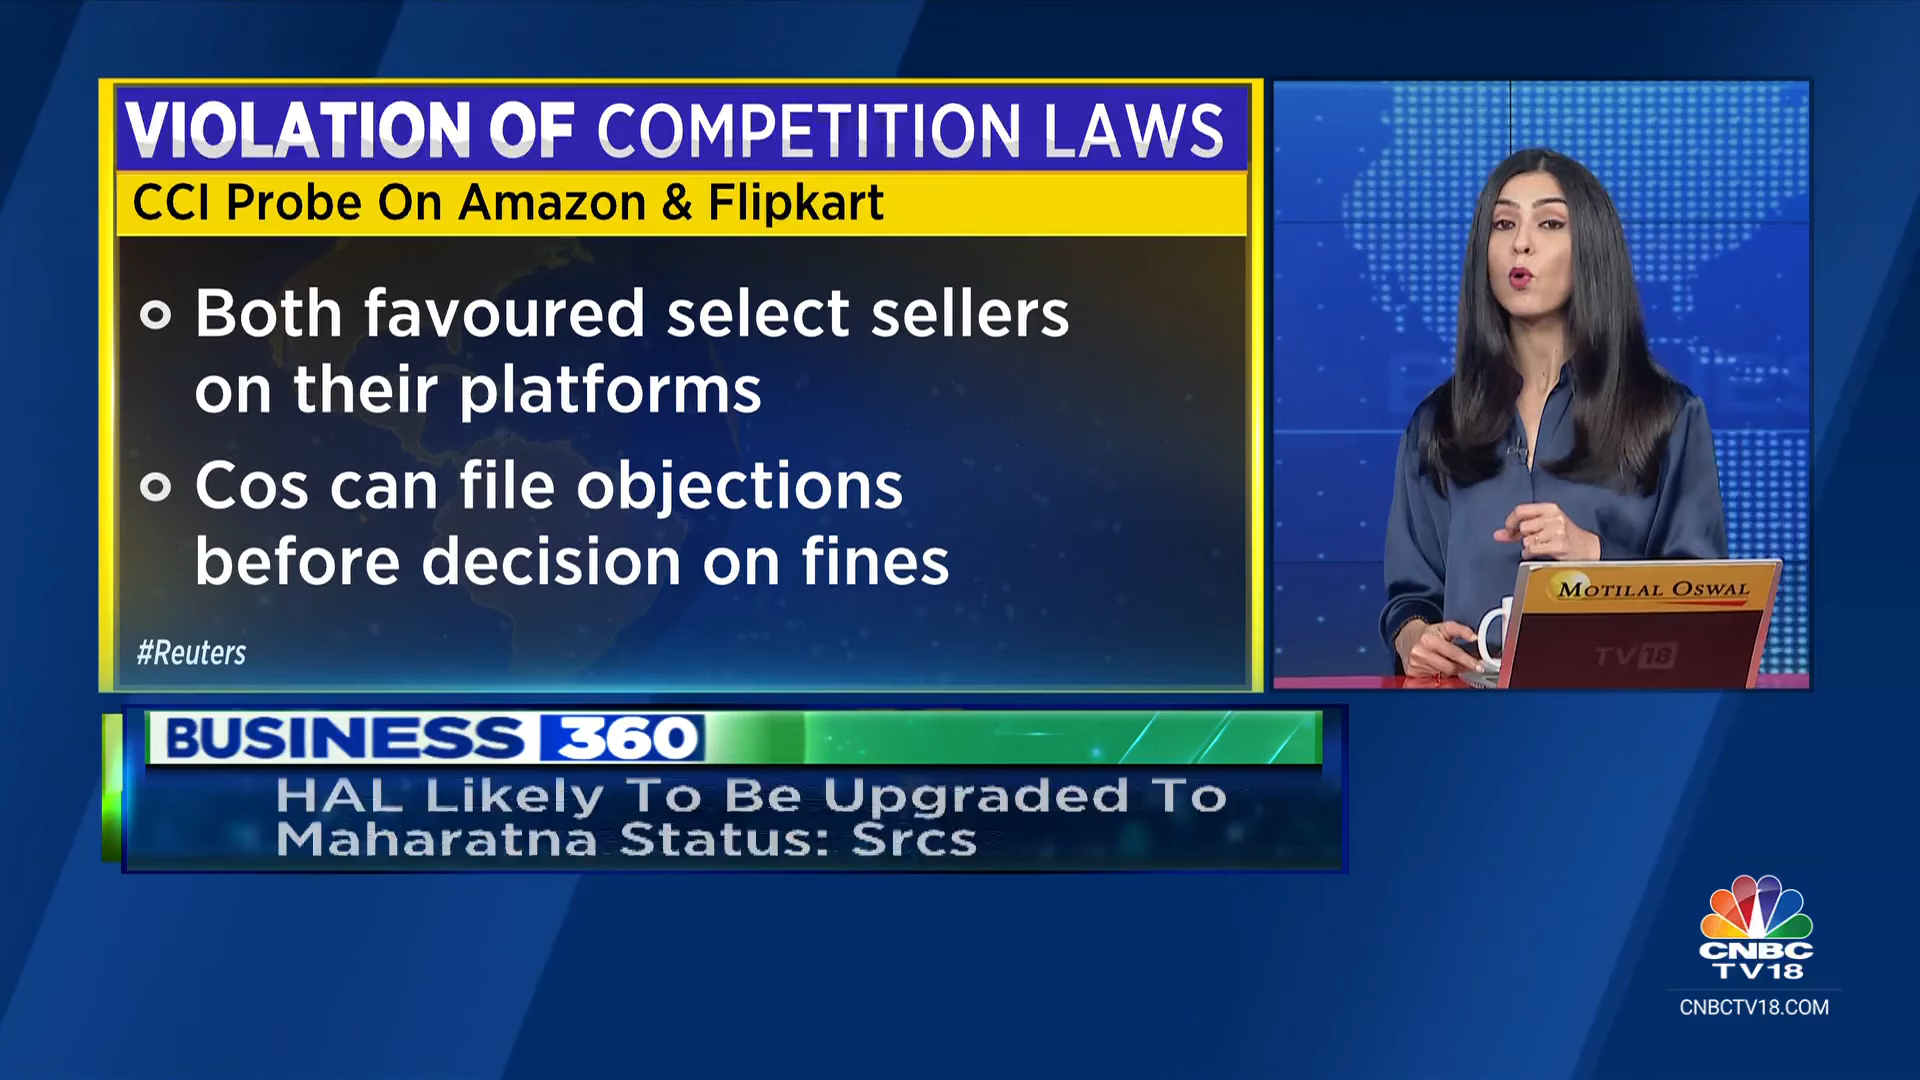 VIOLATION OF COMPETITION LAWS
CCI Probe On Amazon & Flipkart
Both favoured select sellers
on their platforms
Cos can file objections
before decision on fines
#Reuters
MOTILAL OSWAL
TV18
BUSINESS 360
HAL Likely To Be Upgraded To
Maharatna Status: Srcs
CNBC
TV18
CNBCTV18.COM